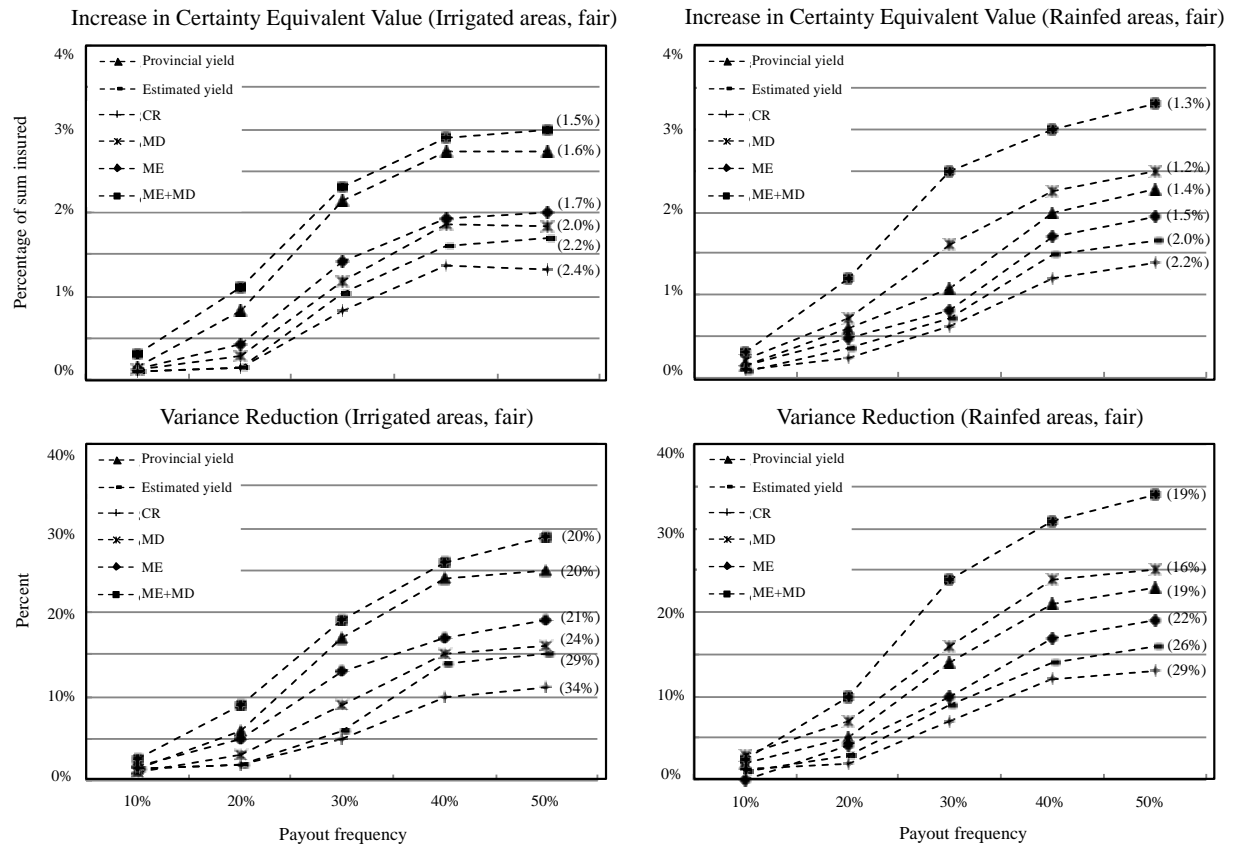 Increase in Certainty Equivalent Value (Irrigated areas, fair)
4%
3%
2%
1%
0%
Percentage of sum insured
Provincial yield
Estimated yield
CR
MD
ME
ME+MD
(1.5%)
(1.6%)
(1.7%)
(2.0%)
(2.2%)
(2.4%)
Increase in Certainty Equivalent Value (Rainfed areas, fair)
4%
3%
2%
1%
0%
Provincial yield
Estimated yield
CR
MD
ME
ME+MD
(1.3%)
(1.2%)
(1.4%)
(1.5%)
(2.0%)
(2.2%)
Variance Reduction (Irrigated areas, fair)
40%
30%
20%
10%
0%
Percent
Provincial yield
Estimated yield
CR
MD
ME
ME+MD
(20%)
(20%)
(21%)
(24%)
(29%)
(34%)
10% 20% 30% 40% 50%
Payout frequency
Variance Reduction (Rainfed areas, fair)
40%
30%
20%
10%
0%
Provincial yield
Estimated yield
CR
MD
ME
ME+MD
(19%)
(16%)
(19%)
(22%)
(26%)
(29%)
10% 20% 30% 40% 50%
Payout frequency